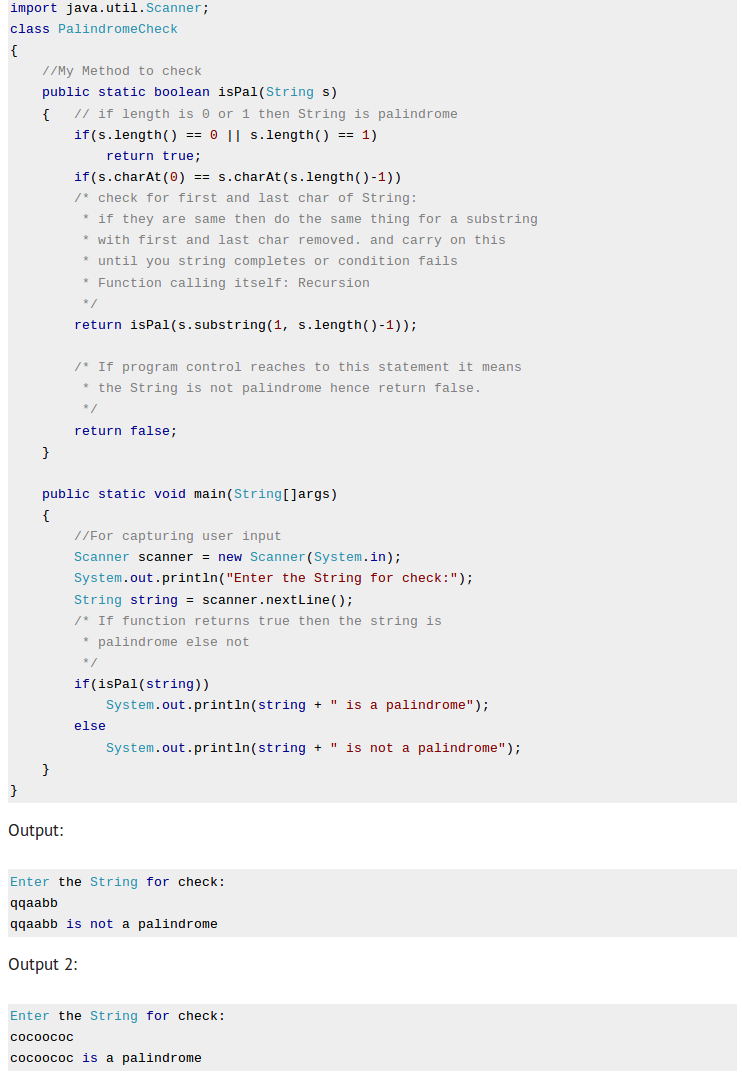 import java.util.Scanner;
class PalindromeCheck
{
    //My Method to check
    public static boolean isPal(String s)
    {   // if length is 0 or 1 then String is palindrome
        if(s.length() == 0 || s.length() == 1)
            return true;
        if(s.charAt(0) == s.charAt(s.length()-1))
        /* check for first and last char of String:
         * if they are same then do the same thing for a substring
         * with first and last char removed. and carry on this
         * until you string completes or condition fails
         * Function calling itself: Recursion
         */
        return isPal(s.substring(1, s.length()-1));

        /* If program control reaches to this statement it means
         * the String is not palindrome hence return false.
         */
        return false;
    }

    public static void main(String[]args)
    {
        //For capturing user input
        Scanner scanner = new Scanner(System.in);
        System.out.println("Enter the String for check:");
        String string = scanner.nextLine();
        /* If function returns true then the string is
         * palindrome else not
         */
        if(isPal(string))
            System.out.println(string + " is a palindrome");
        else
            System.out.println(string + " is not a palindrome");
    }
}
Output:
Enter the String for check:
qqaabb
qqaabb is not a palindrome
Output 2:
Enter the String for check:
cocoococ
cocoococ is a palindrome